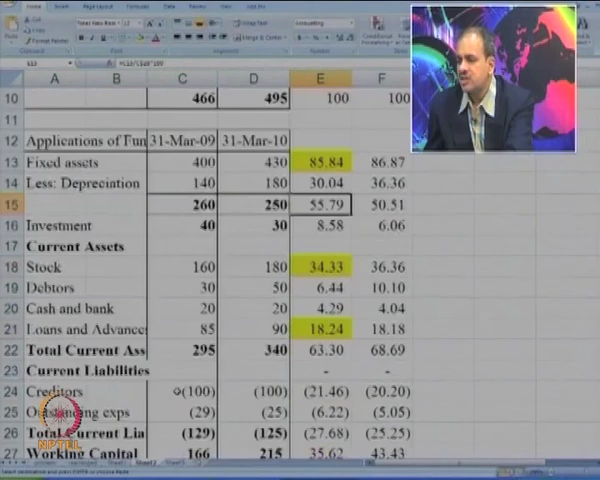 A B C D E F
10 466 495 100 100
11
12 Applications of Fun 31-Mar-09 31-Mar-10
13 Fixed assets 400 430 85.84 86.87
14 Less: Depreciation 140 180 30.04 36.36
15 260 250 55.79 50.51
16 Investment 40 30 8.58 6.06
17 Current Assets
18 Stock 160 180 34.33 36.36
19 Debtors 30 50 6.44 10.10
20 Cash and bank 20 20 4.29 4.04
21 Loans and Advances 85 90 18.24 18.18
22 Total Current Ass 295 340 63.30 68.69
23 Current Liabilities - -
24 Creditors (100) (100) (21.46) (20.20)
25 Outstanding exps (29) (25) (6.22) (5.05)
26 Total Current Lia (129) (125) (27.68) (25.25)
27 Working Capital 166 215 35.62 43.43
NPTEL